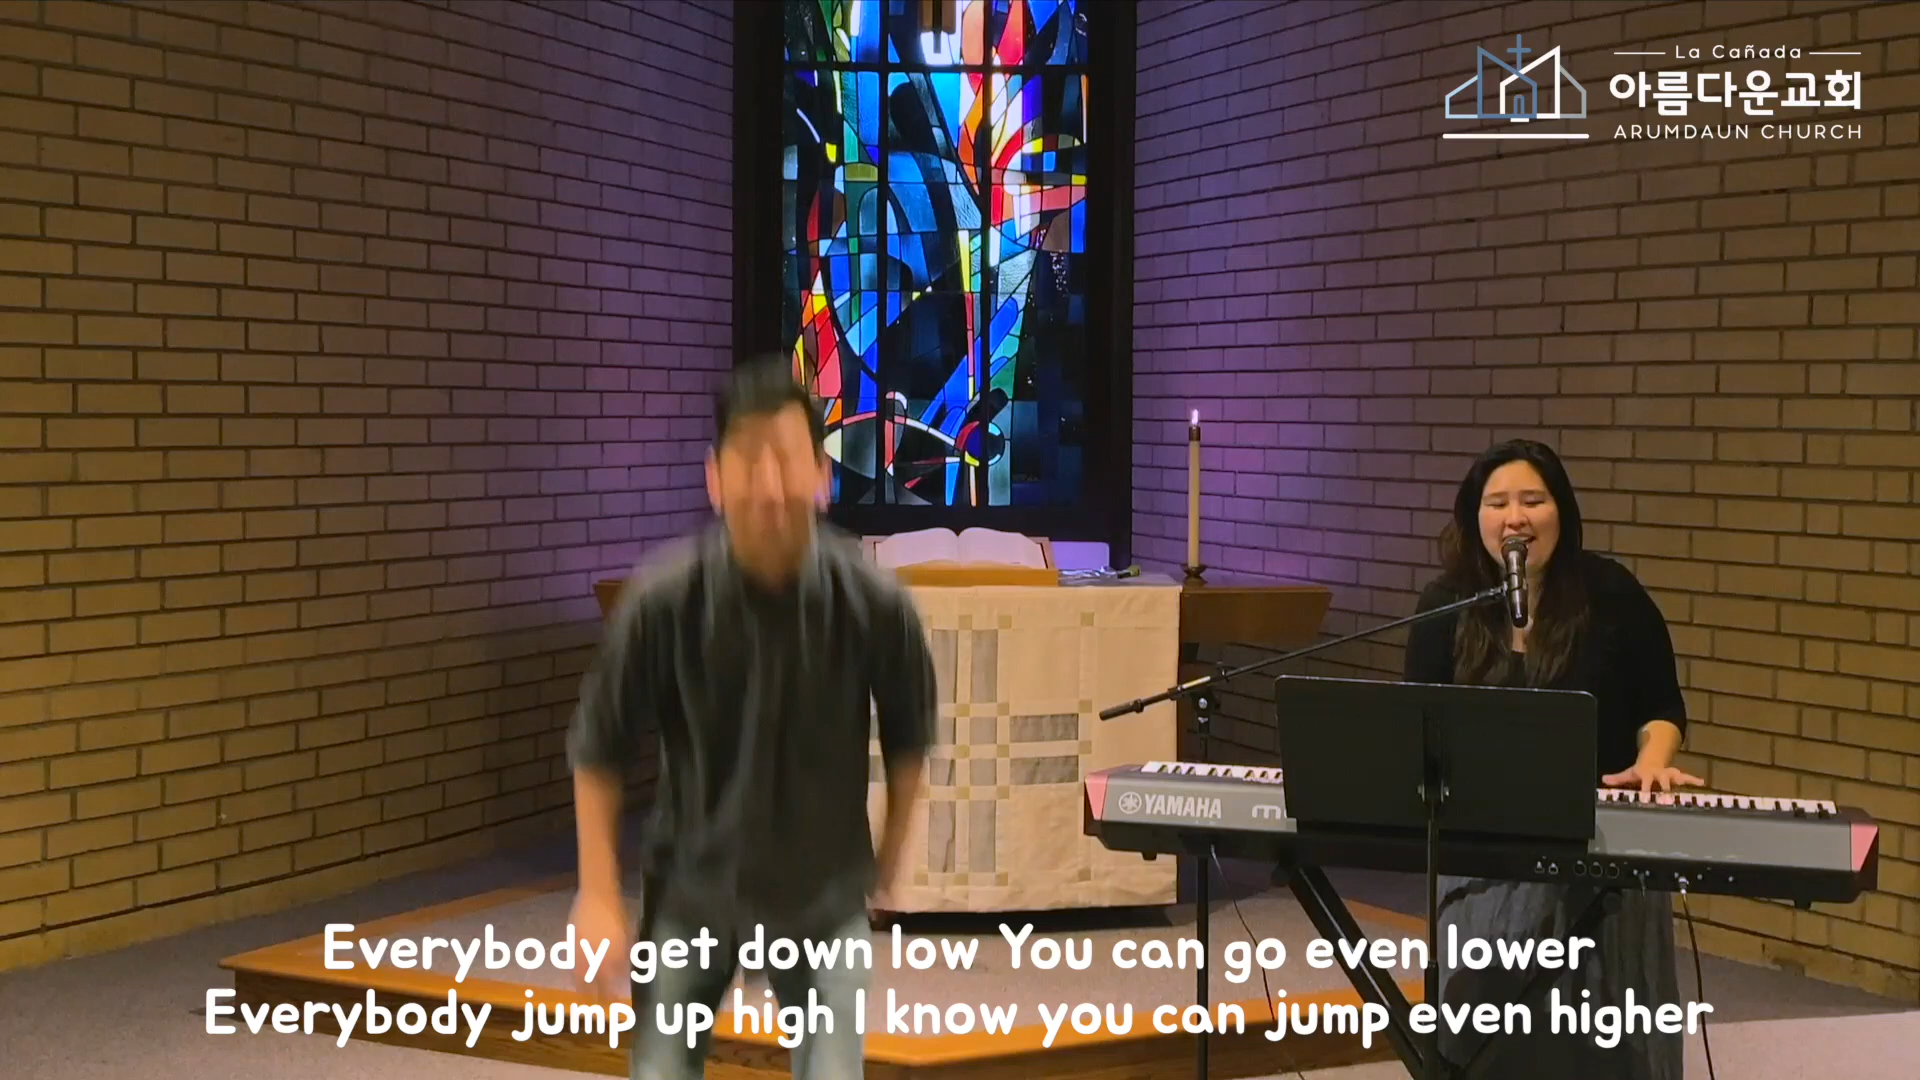 La Cañada
아름다운교회
ARUMDAUN CHURCH
YAMAHA
Everybody get down low You can go even lower
Everybody jump up high I know you can jump even higher